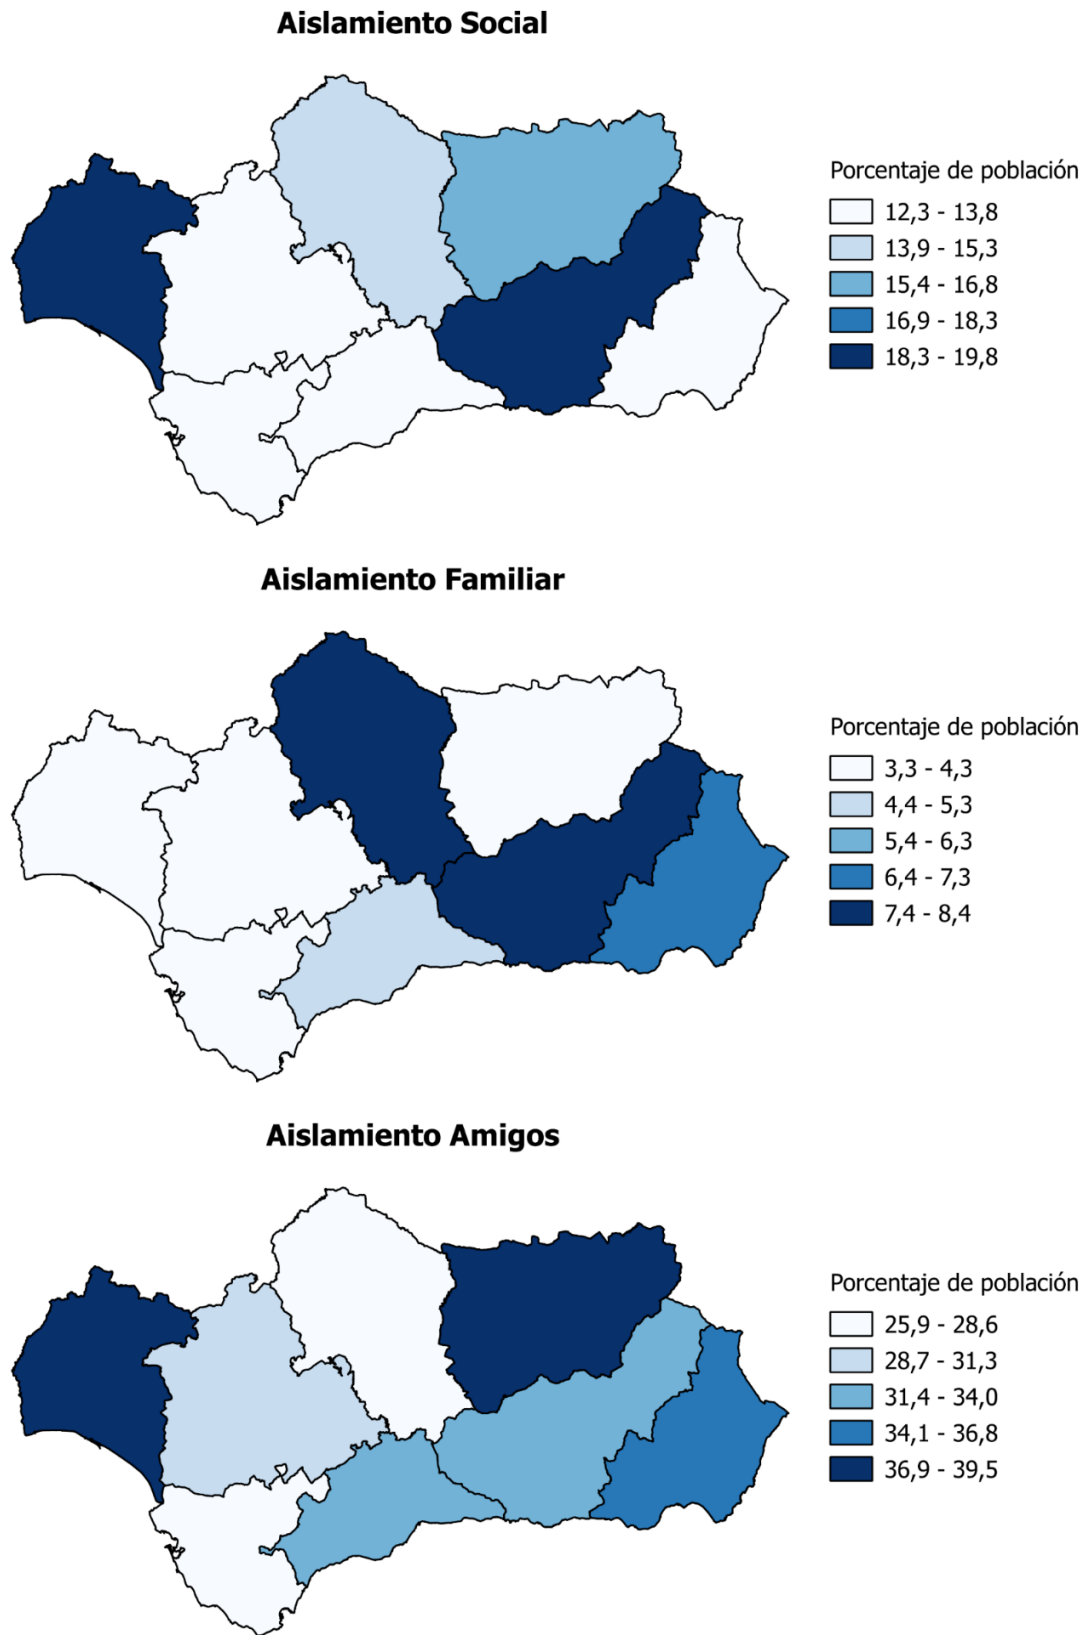 Aislamiento Social
Porcentaje de población
12,3 - 13,8
13,9 - 15,3
15,4 - 16,8
16,9 - 18,3
18,3 - 19,8
Aislamiento Familiar
Porcentaje de población
3,3 - 4,3
4,4 - 5,3
5,4 - 6,3
6,4 - 7,3
7,4 - 8,4
Aislamiento Amigos
Porcentaje de población
25,9 - 28,6
28,7 - 31,3
31,4 - 34,0
34,1 - 36,8
36,9 - 39,5